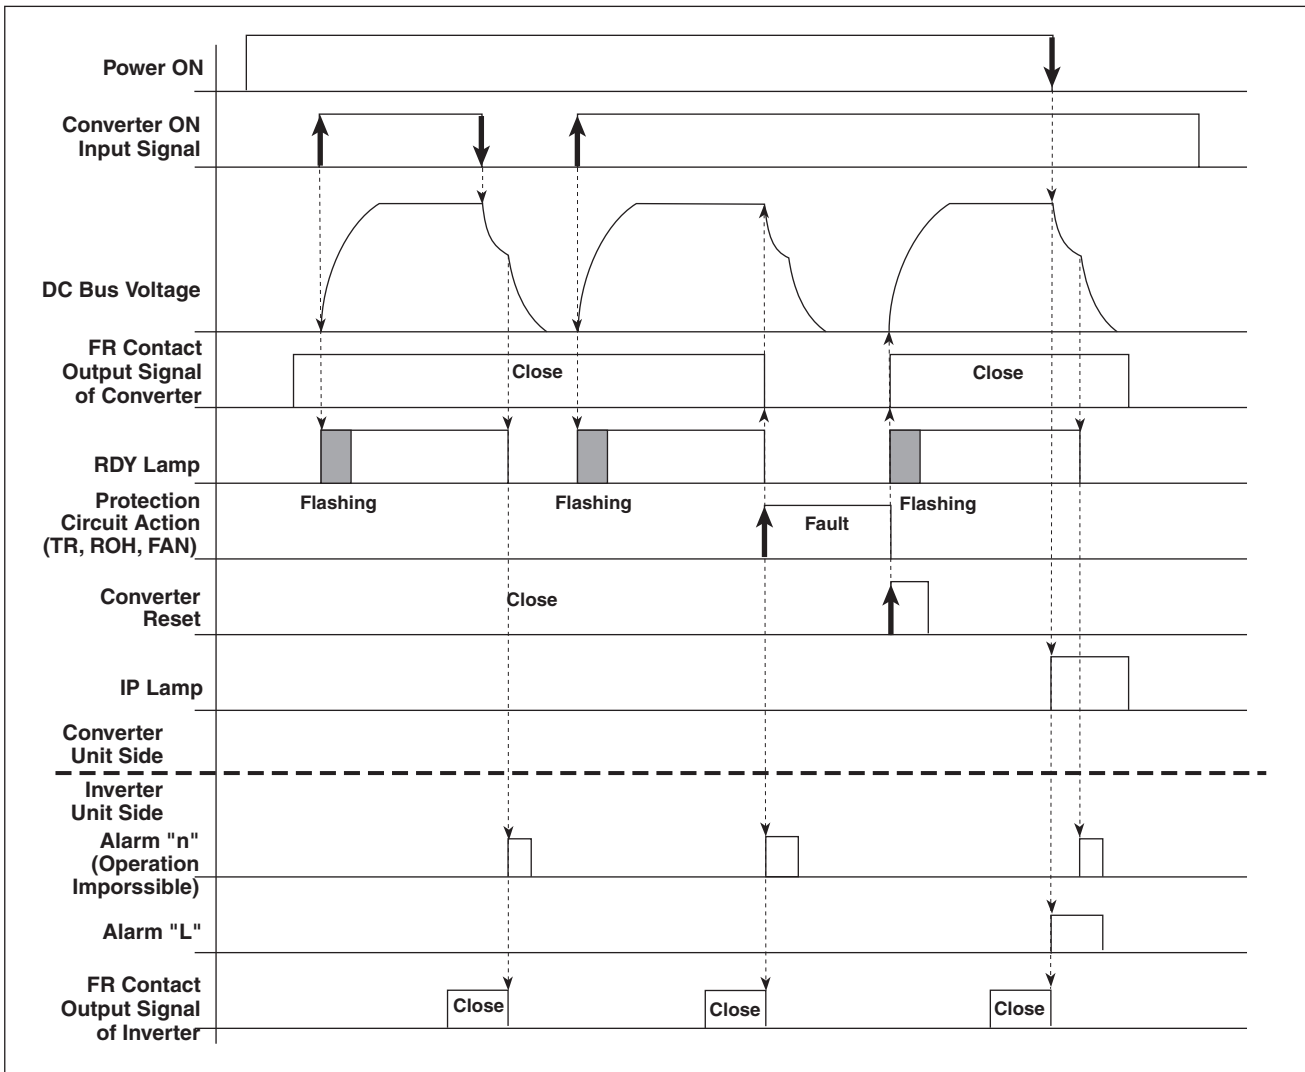 Power ON
Converter ON
Input Signal
DC Bus Voltage
FR Contact
Output Signal
of Converter
Close
Close
RDY Lamp
Flashing
Flashing
Flashing
Protection
Circuit Action
(TR, ROH, FAN)
Fault
Converter
Reset
Close
IP Lamp
Converter
Unit Side
Inverter
Unit Side
Alarm "n"
(Operation
Imporssible)
Alarm "L"
FR Contact
Output Signal
of Inverter
Close
Close
Close